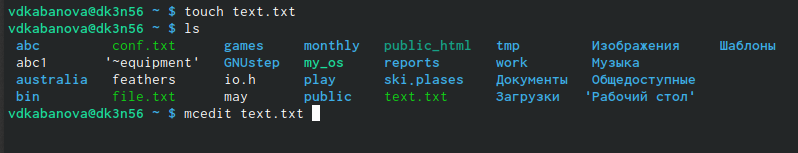 vdkabanova@dk3n56 ~ $ touch text.txt
vdkabanova@dk3n56 ~ $ ls
abc conf.txt games monthly public_html tmp Изображения Шаблоны
abc1 '~equipment' GNUstep my_os reports work Музыка
australia feathers io.h play ski.plases Документы Общедоступные
bin file.txt may public text.txt Загрузки 'Рабочий стол'
vdkabanova@dk3n56 ~ $ mcedit text.txt